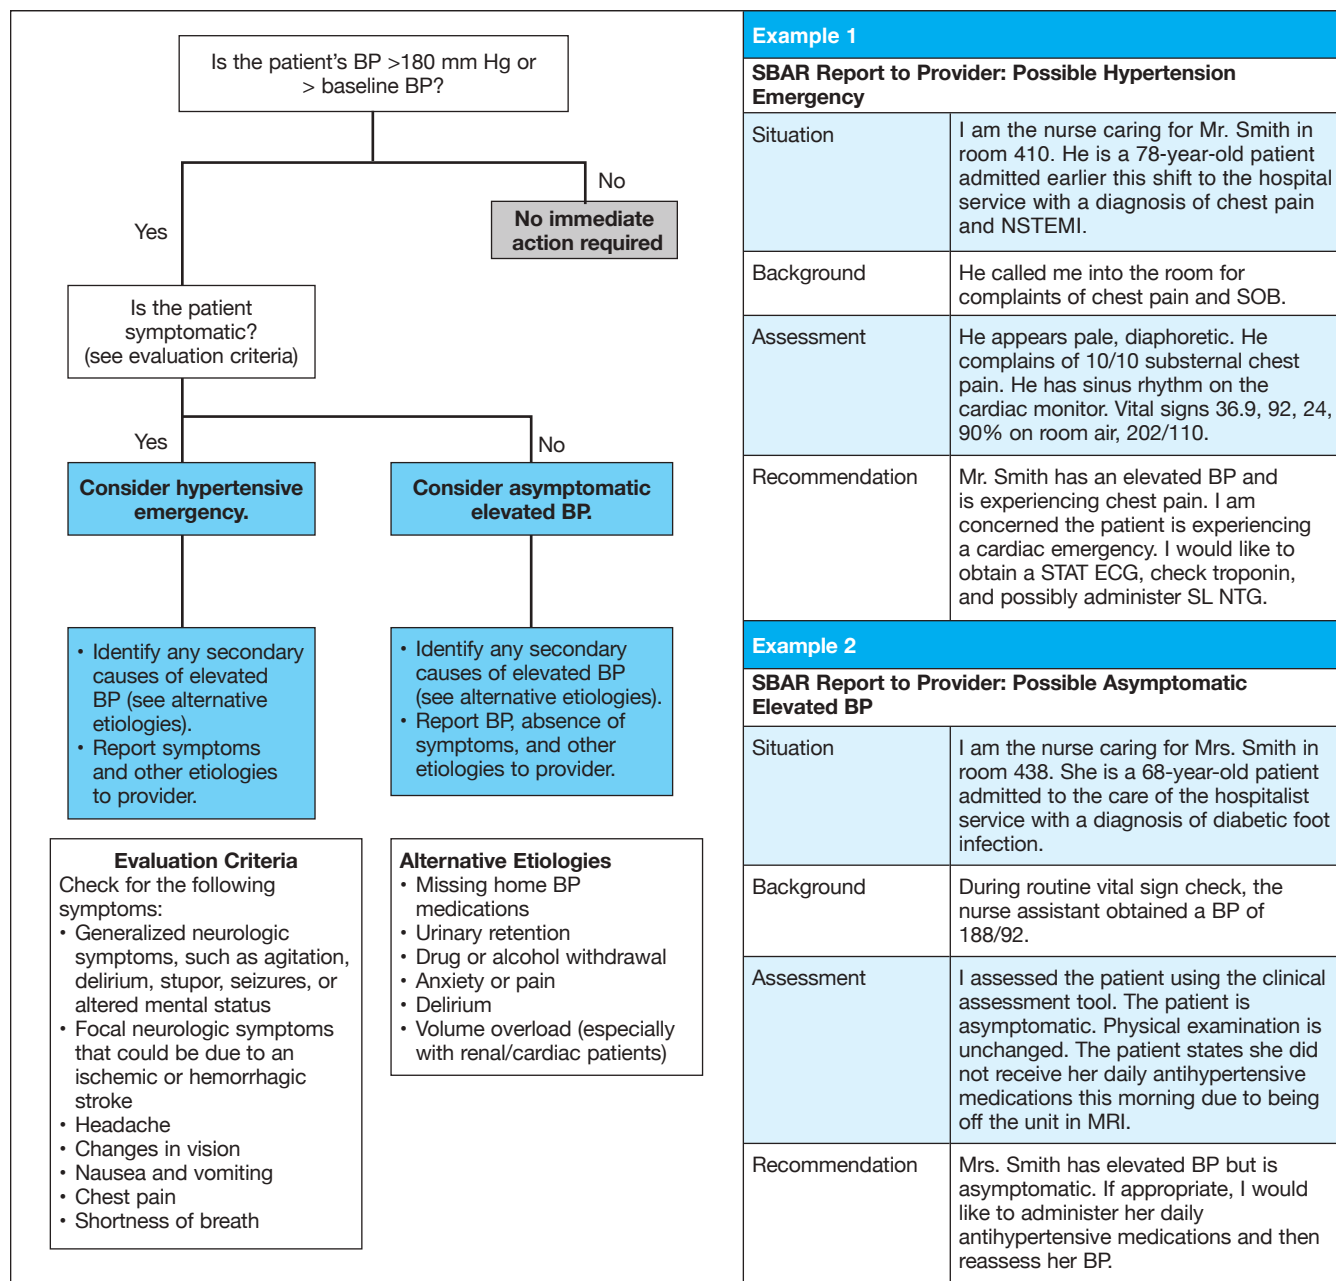 Is the patient's BP >180 mm Hg or
> baseline BP?
No
No immediate
action required
Yes
Is the patient
symptomatic?
(see evaluation criteria)
Yes
No
Consider hypertensive
emergency.
Consider asymptomatic
elevated BP.
• Identify any secondary
causes of elevated
BP (see alternative
etiologies).
• Report symptoms
and other etiologies
to provider.
• Identify any secondary
causes of elevated BP
(see alternative etiologies).
• Report BP, absence of
symptoms, and other
etiologies to provider.
Evaluation Criteria
Check for the following
symptoms:
• Generalized neurologic
symptoms, such as agitation,
delirium, stupor, seizures, or
altered mental status
• Focal neurologic symptoms
that could be due to an
ischemic or hemorrhagic
stroke
• Headache
• Changes in vision
• Nausea and vomiting
• Chest pain
• Shortness of breath
Alternative Etiologies
• Missing home BP
medications
• Urinary retention
• Drug or alcohol withdrawal
• Anxiety or pain
• Delirium
• Volume overload (especially
with renal/cardiac patients)
Example 1
SBAR Report to Provider: Possible Hypertension
Emergency
Situation
I am the nurse caring for Mr. Smith in
room 410. He is a 78-year-old patient
admitted earlier this shift to the hospital
service with a diagnosis of chest pain
and NSTEMI.
Background
He called me into the room for
complaints of chest pain and SOB.
Assessment
He appears pale, diaphoretic. He
complains of 10/10 substernal chest
pain. He has sinus rhythm on the
cardiac monitor. Vital signs 36.9, 92, 24,
90% on room air, 202/110.
Recommendation
Mr. Smith has an elevated BP and
is experiencing chest pain. I am
concerned the patient is experiencing
a cardiac emergency. I would like to
obtain a STAT ECG, check troponin,
and possibly administer SL NTG.
Example 2
SBAR Report to Provider: Possible Asymptomatic
Elevated BP
Situation
I am the nurse caring for Mrs. Smith in
room 438. She is a 68-year-old patient
admitted to the care of the hospitalist
service with a diagnosis of diabetic foot
infection.
Background
During routine vital sign check, the
nurse assistant obtained a BP of
188/92.
Assessment
I assessed the patient using the clinical
assessment tool. The patient is
asymptomatic. Physical examination is
unchanged. The patient states she did
not receive her daily antihypertensive
medications this morning due to being
off the unit in MRI.
Recommendation
Mrs. Smith has elevated BP but is
asymptomatic. If appropriate, I would
like to administer her daily
antihypertensive medications and then
reassess her BP.